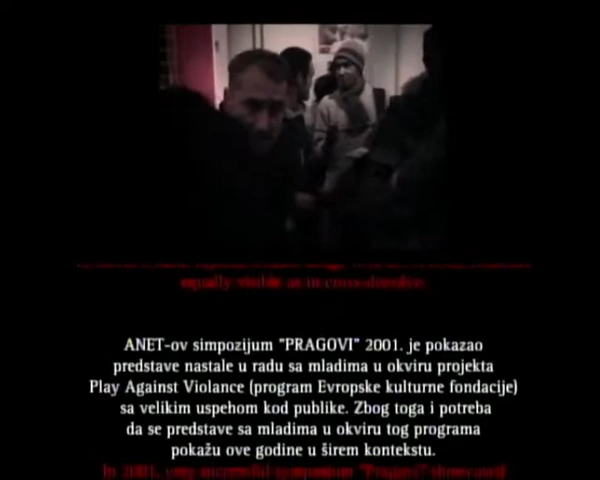 equally visible as in cross-dissolve.
ANET-ov simpozijum "PRAGOVI" 2001. je pokazao
predstave nastale u radu sa mladima u okviru projekta
Play Against Violance (program Evropske kulturne fondacije)
sa velikim uspehom kod publike. Zbog toga i potreba
da se predstave sa mladima u okviru tog programa
pokažu ove godine u širem kontekstu.
In 2001, very successful symposium "Pragovi" showcased